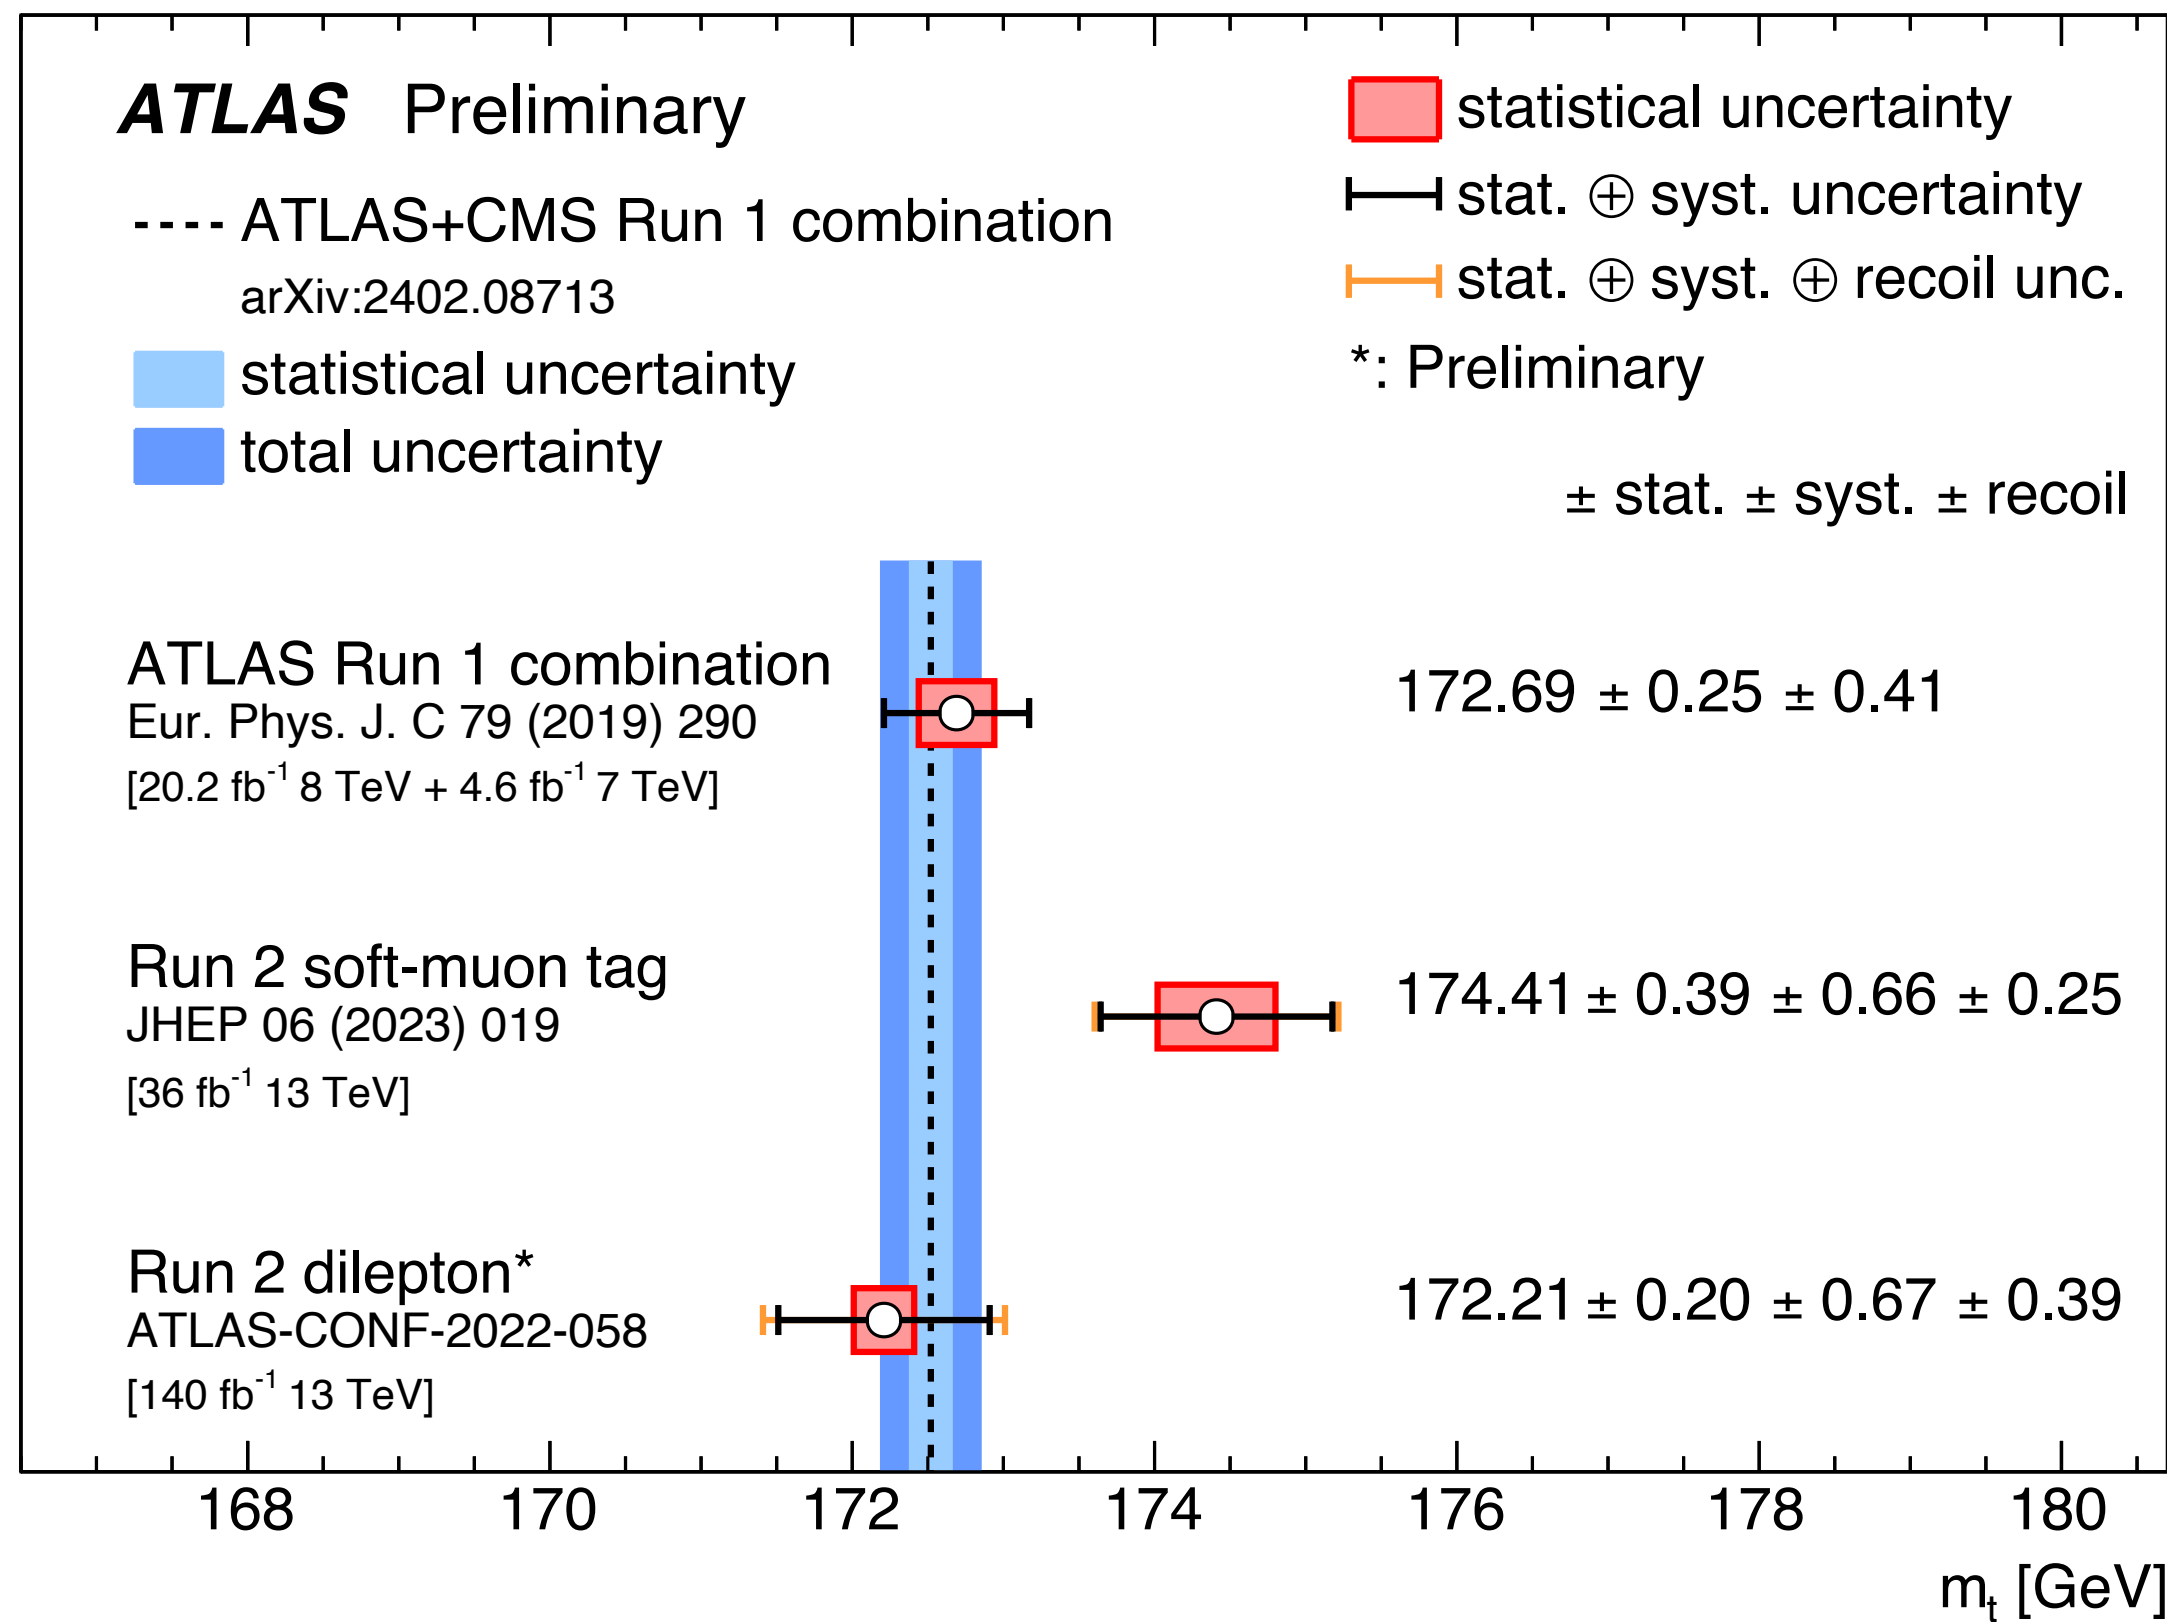 ATLAS Preliminary
ATLAS+CMS Run 1 combination
arXiv:2402.08713
statistical uncertainty
total uncertainty
statistical uncertainty
stat. ⊕ syst. uncertainty
stat. ⊕ syst. ⊕ recoil unc.
*: Preliminary
± stat. ± syst. ± recoil
ATLAS Run 1 combination
Eur. Phys. J. C 79 (2019) 290
[20.2 fb⁻¹ 8 TeV + 4.6 fb⁻¹ 7 TeV]
172.69 ± 0.25 ± 0.41
Run 2 soft-muon tag
JHEP 06 (2023) 019
[36 fb⁻¹ 13 TeV]
174.41 ± 0.39 ± 0.66 ± 0.25
Run 2 dilepton*
ATLAS-CONF-2022-058
[140 fb⁻¹ 13 TeV]
172.21 ± 0.20 ± 0.67 ± 0.39
168 170 172 174 176 178 180
mₜ [GeV]